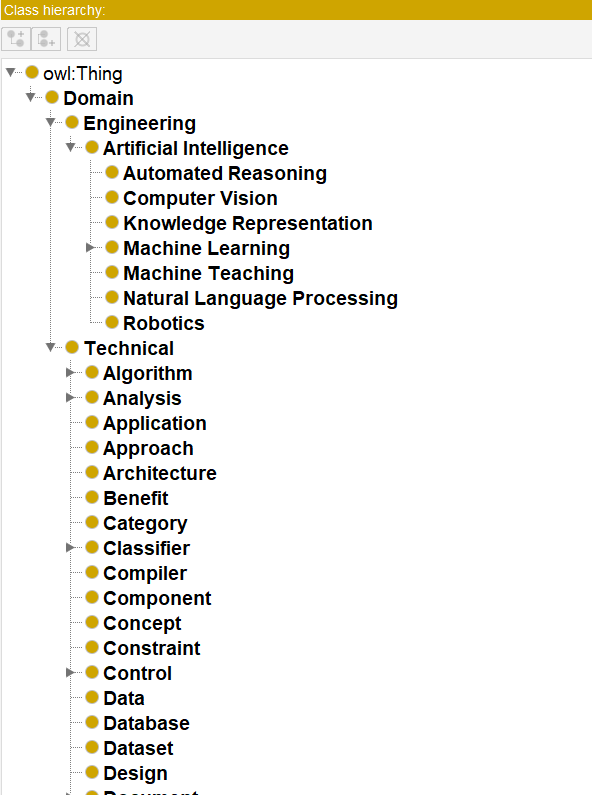 Class hierarchy:
owl:Thing
Domain
Engineering
Artificial Intelligence
Automated Reasoning
Computer Vision
Knowledge Representation
Machine Learning
Machine Teaching
Natural Language Processing
Robotics
Technical
Algorithm
Analysis
Application
Approach
Architecture
Benefit
Category
Classifier
Compiler
Component
Concept
Constraint
Control
Data
Database
Dataset
Design
Document